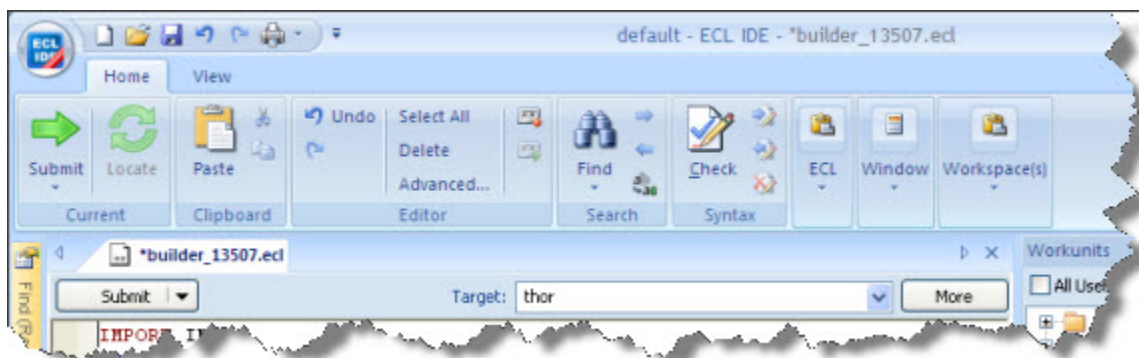 ECL IDE
default - ECL IDE - *builder_13507.ecl
Home View
Submit Locate Paste Undo Select All Delete Advanced... Find Check ECL Window Workspace(s)
Current Clipboard Editor Search Syntax
*builder_13507.ecl Workunits
Find
Submit Target: thor More All
IMPORT